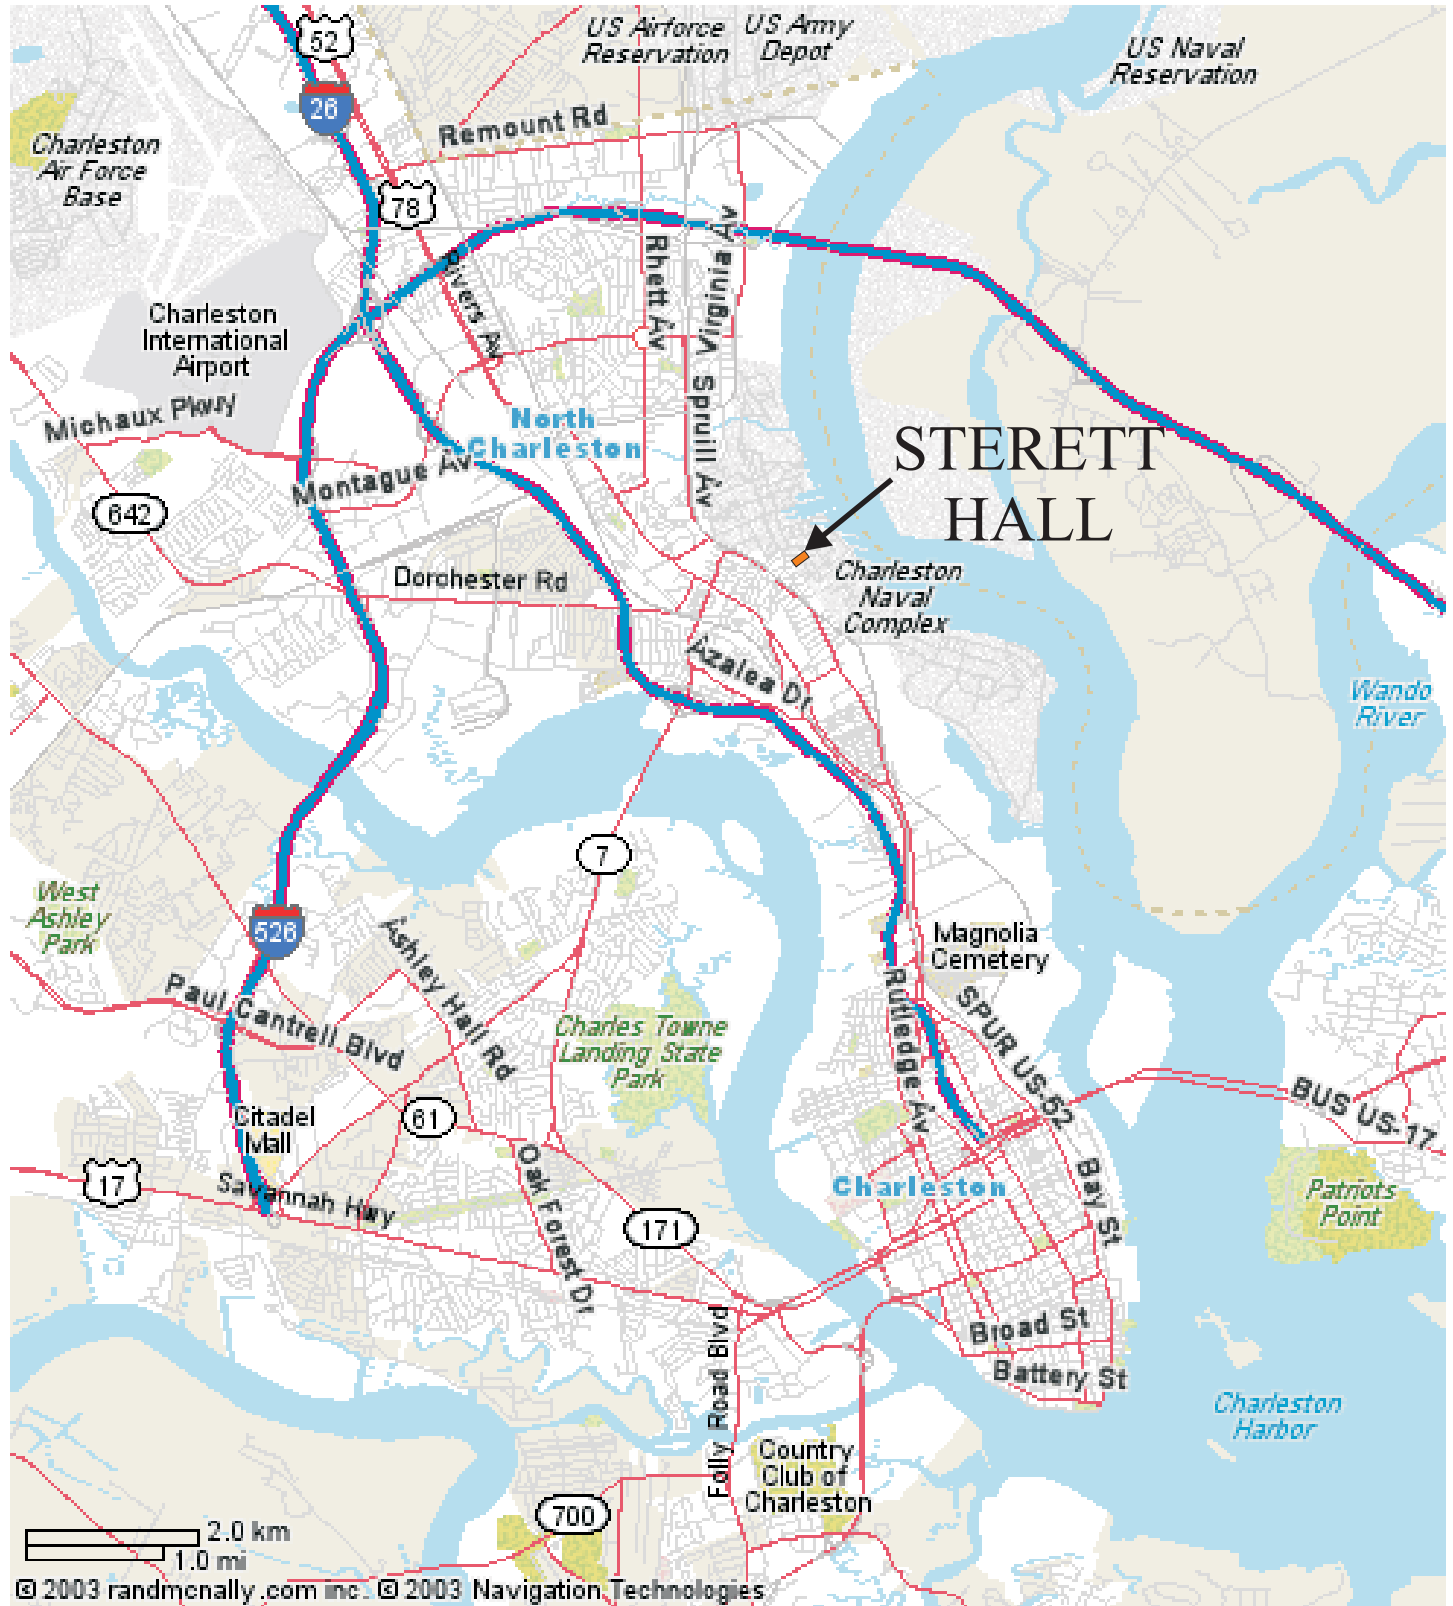 US Airforce
Reservation
US Army
Depot
US Naval
Reservation
52
26
Remount Rd
Charleston
Air Force
Base
78
Rivers Av
Rhett Av
Virginia Av
Charleston
International
Airport
Michaux Pkwy
North
Charleston
Spruill Av
STERETT
HALL
Montague Av
642
Dorchester Rd
Charleston
Naval
Complex
Azalea Dr
Wando
River
7
West
Ashley
Park
526
Ashley Hall Rd
Magnolia
Cemetery
Paul Cantrell Blvd
Rutledge Av
SPUR US-52
Charles Towne
Landing State
Park
61
Citadel
Mall
BUS US-17
17
Savannah Hwy
Oak Forest Dr
171
Charleston
Bay St
Patriots
Point
Folly Road Blvd
Broad St
Battery St
Charleston
Harbor
Country
Club of
Charleston
700
2.0 km
1.0 mi
© 2003 randmcnally.com inc. © 2003 Navigation Technologies